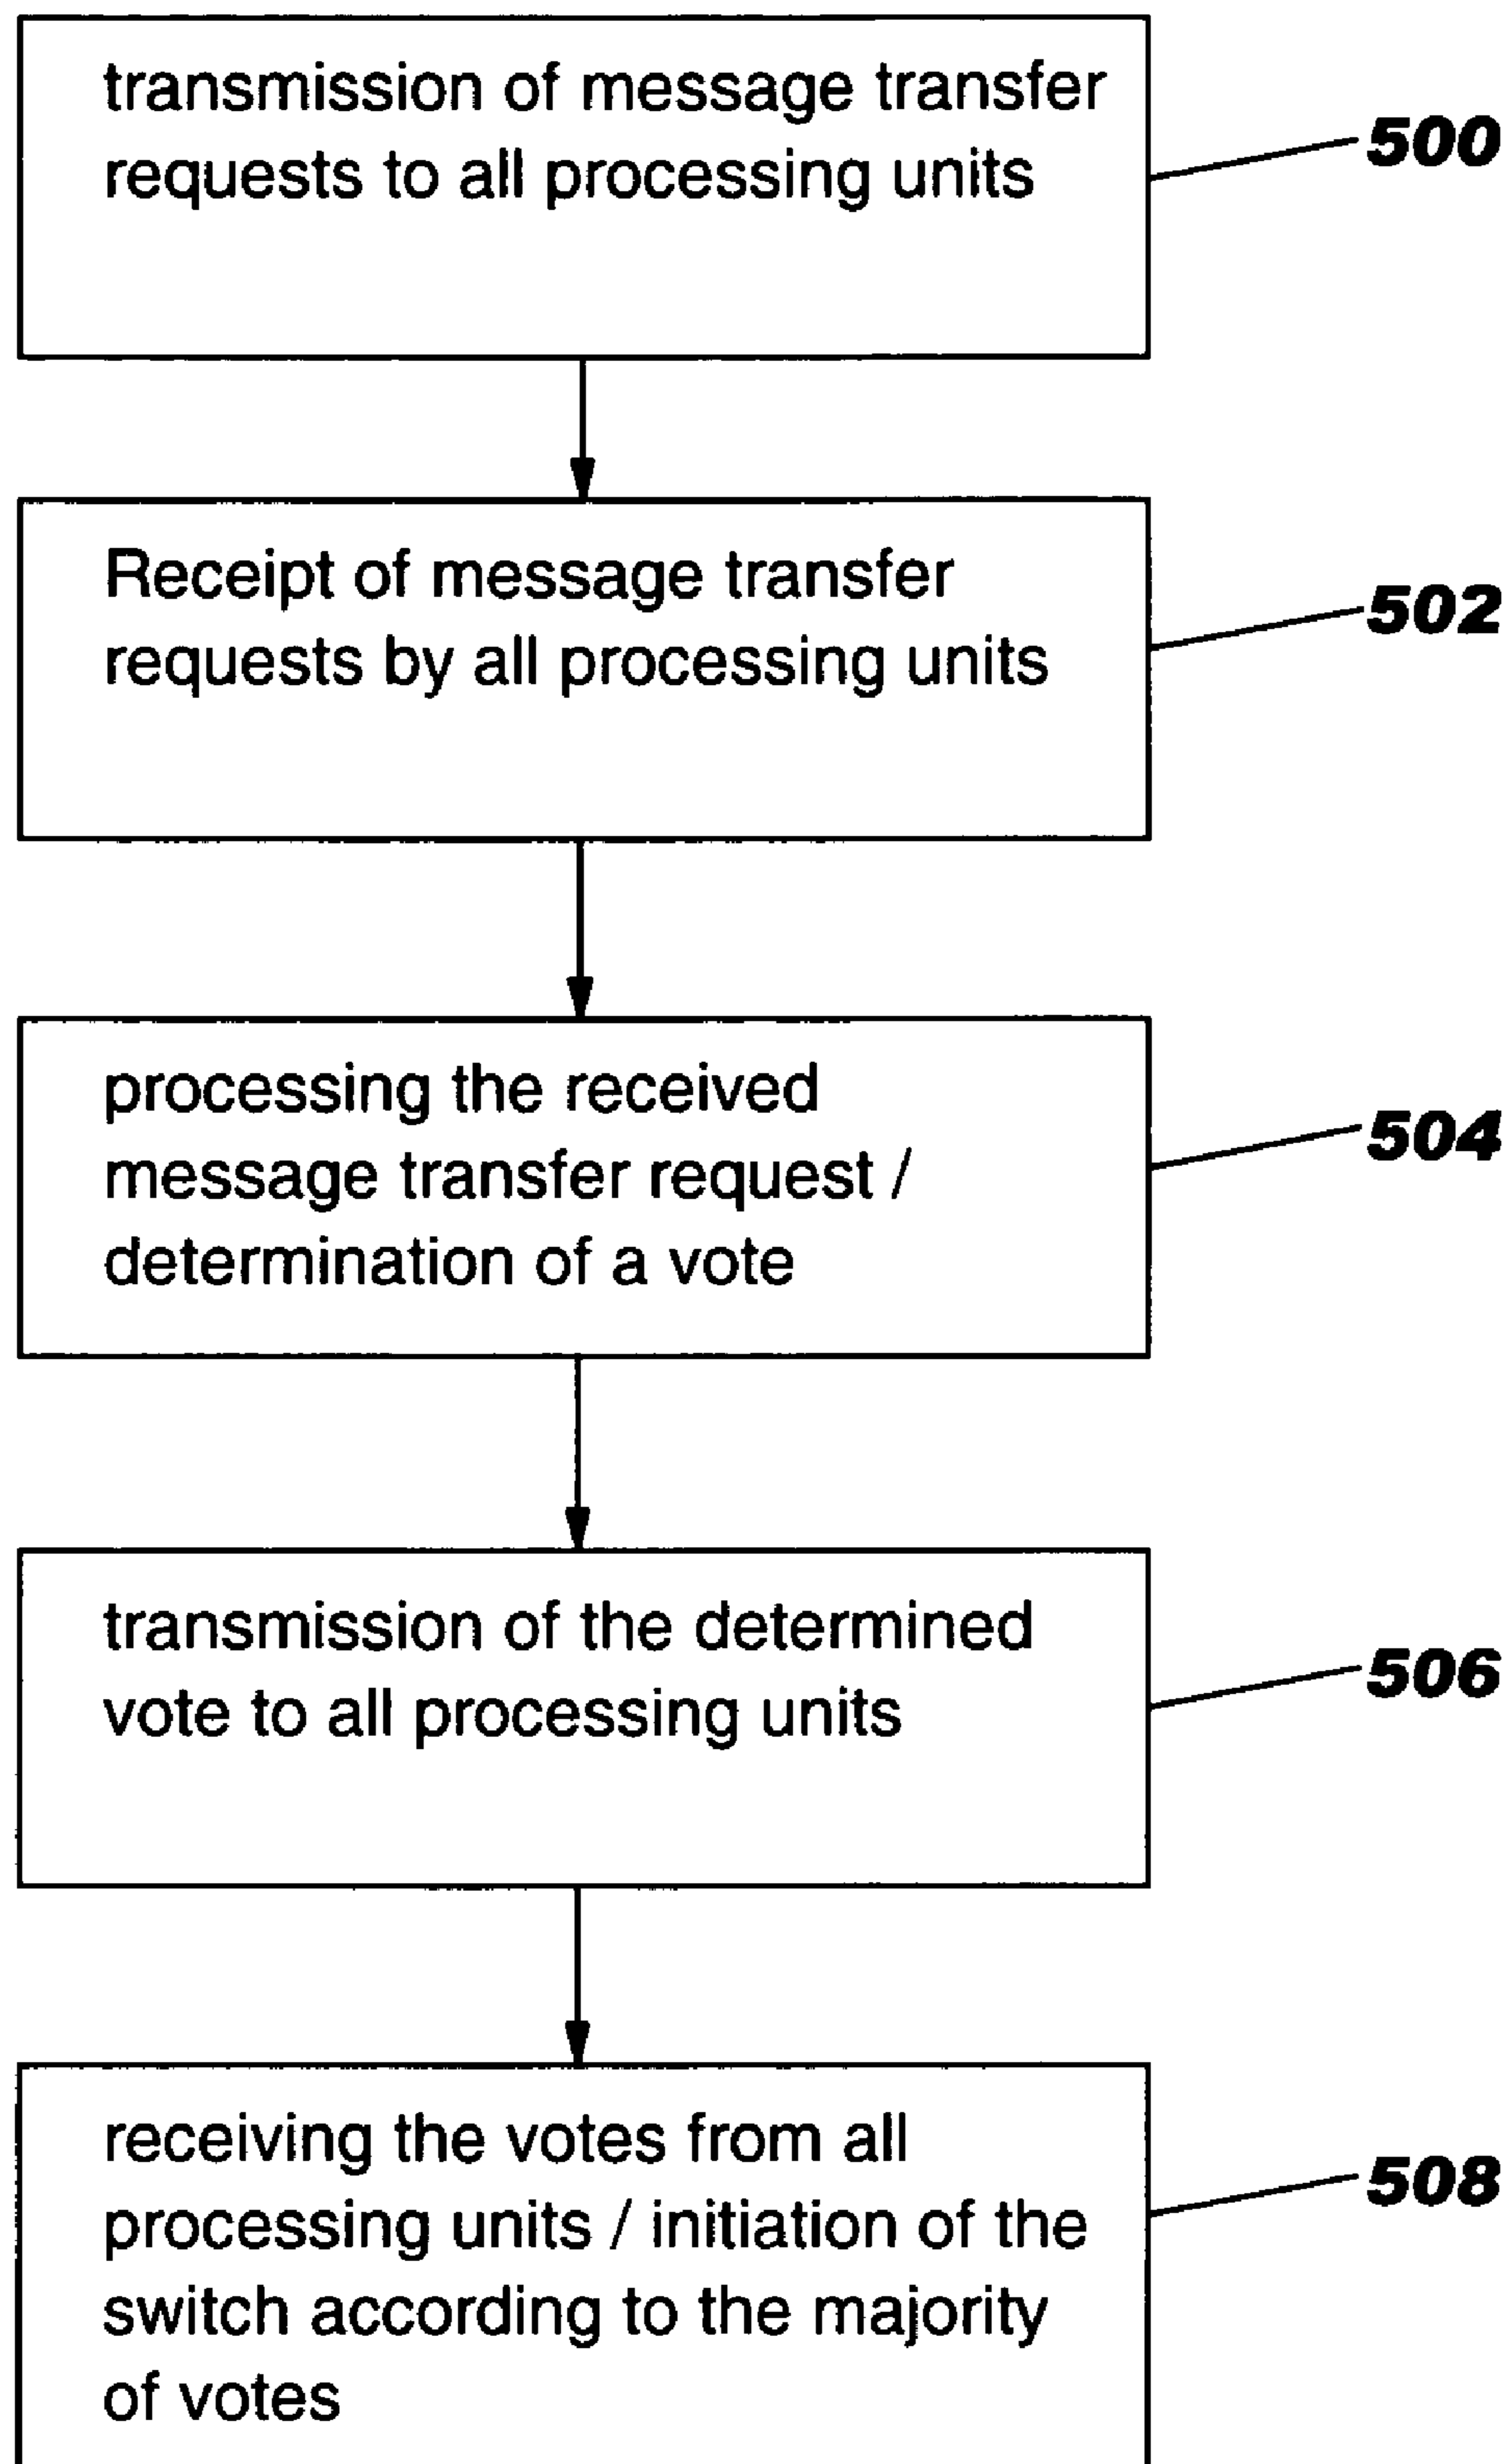 transmission of message transfer
requests to all processing units
500
Receipt of message transfer
requests by all processing units
502
processing the received
message transfer request /
determination of a vote
504
transmission of the determined
vote to all processing units
506
receiving the votes from all
processing units / initiation of the
switch according to the majority
of votes
508